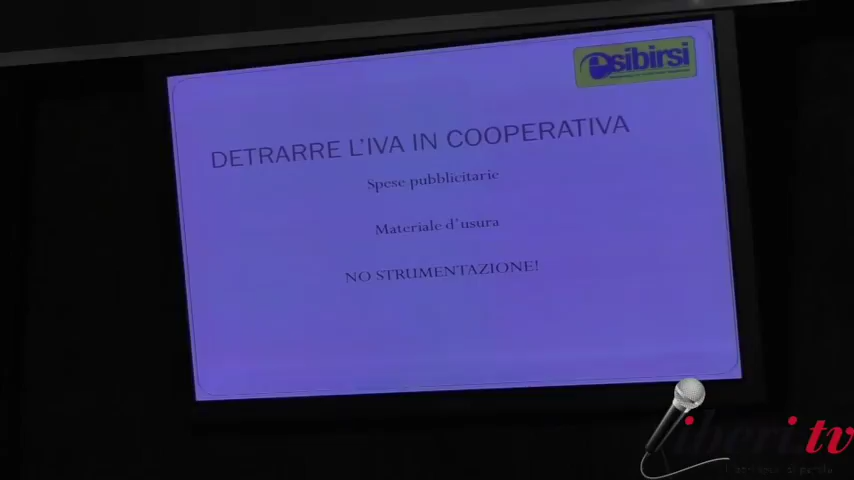 esibirsi
DETRARRE L'IVA IN COOPERATIVA
Spese pubblicitarie
Materiale d'usura
NO STRUMENTAZIONE!
liberi.tv